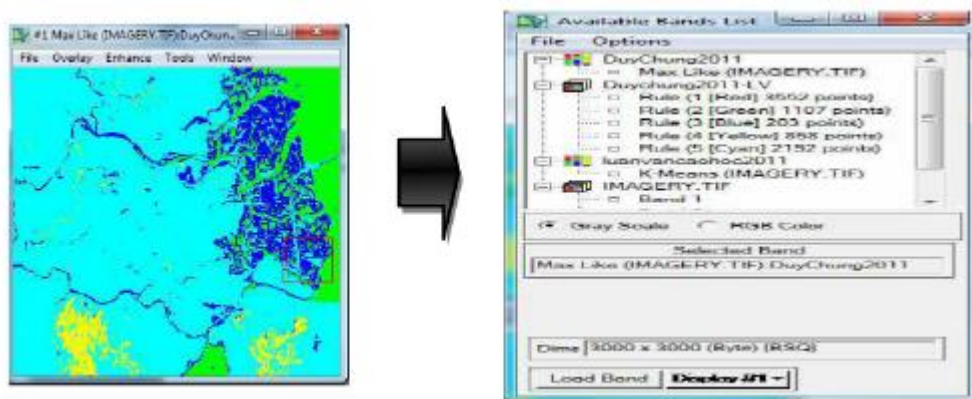 #1 Max Like (IMAGERY.TIF):DuyChun...
File Overlay Enhance Tools Window
Available Bands List
File Options
DuyChung2011
Max Like (IMAGERY.TIF)
Duychung2011-LV
Rule (1 [Red] 3552 points)
Rule (2 [Green] 1107 points)
Rule (3 [Blue] 203 points)
Rule (4 [Yellow] 858 points)
Rule (5 [Cyan] 2192 points)
luanvancaohoc2011
K-Means (IMAGERY.TIF)
IMAGERY.TIF
Band 1
Gray Scale RGB Color
Selected Band
Max Like (IMAGERY.TIF):DuyChung2011
Dims 3000 x 3000 (Byte) [BSQ]
Load Band Display #1